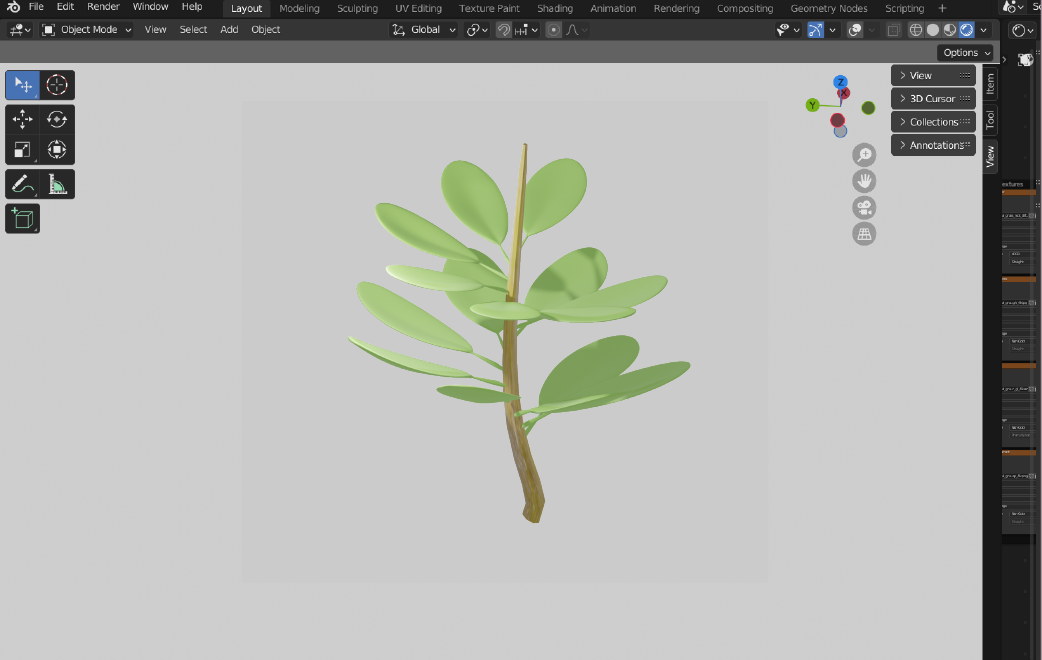 File Edit Render Window Help Layout Modeling Sculpting UV Editing Texture Paint Shading Animation Rendering Compositing Geometry Nodes Scripting +
Object Mode View Select Add Object Global
Options
View
3D Cursor
Collections
Annotations
Item
Tool
View
Z
X
Y